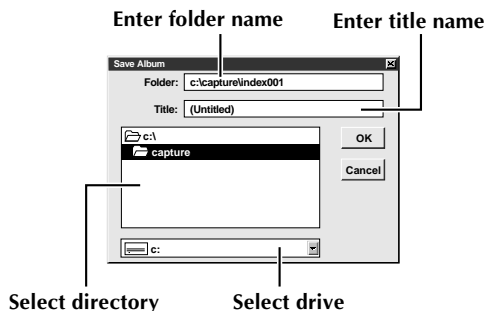 Enter folder name
Enter title name
Save Album
Folder: c:\capture\index001
Title: (Untitled)
c:\
OK
capture
Cancel
c:
Select directory
Select drive